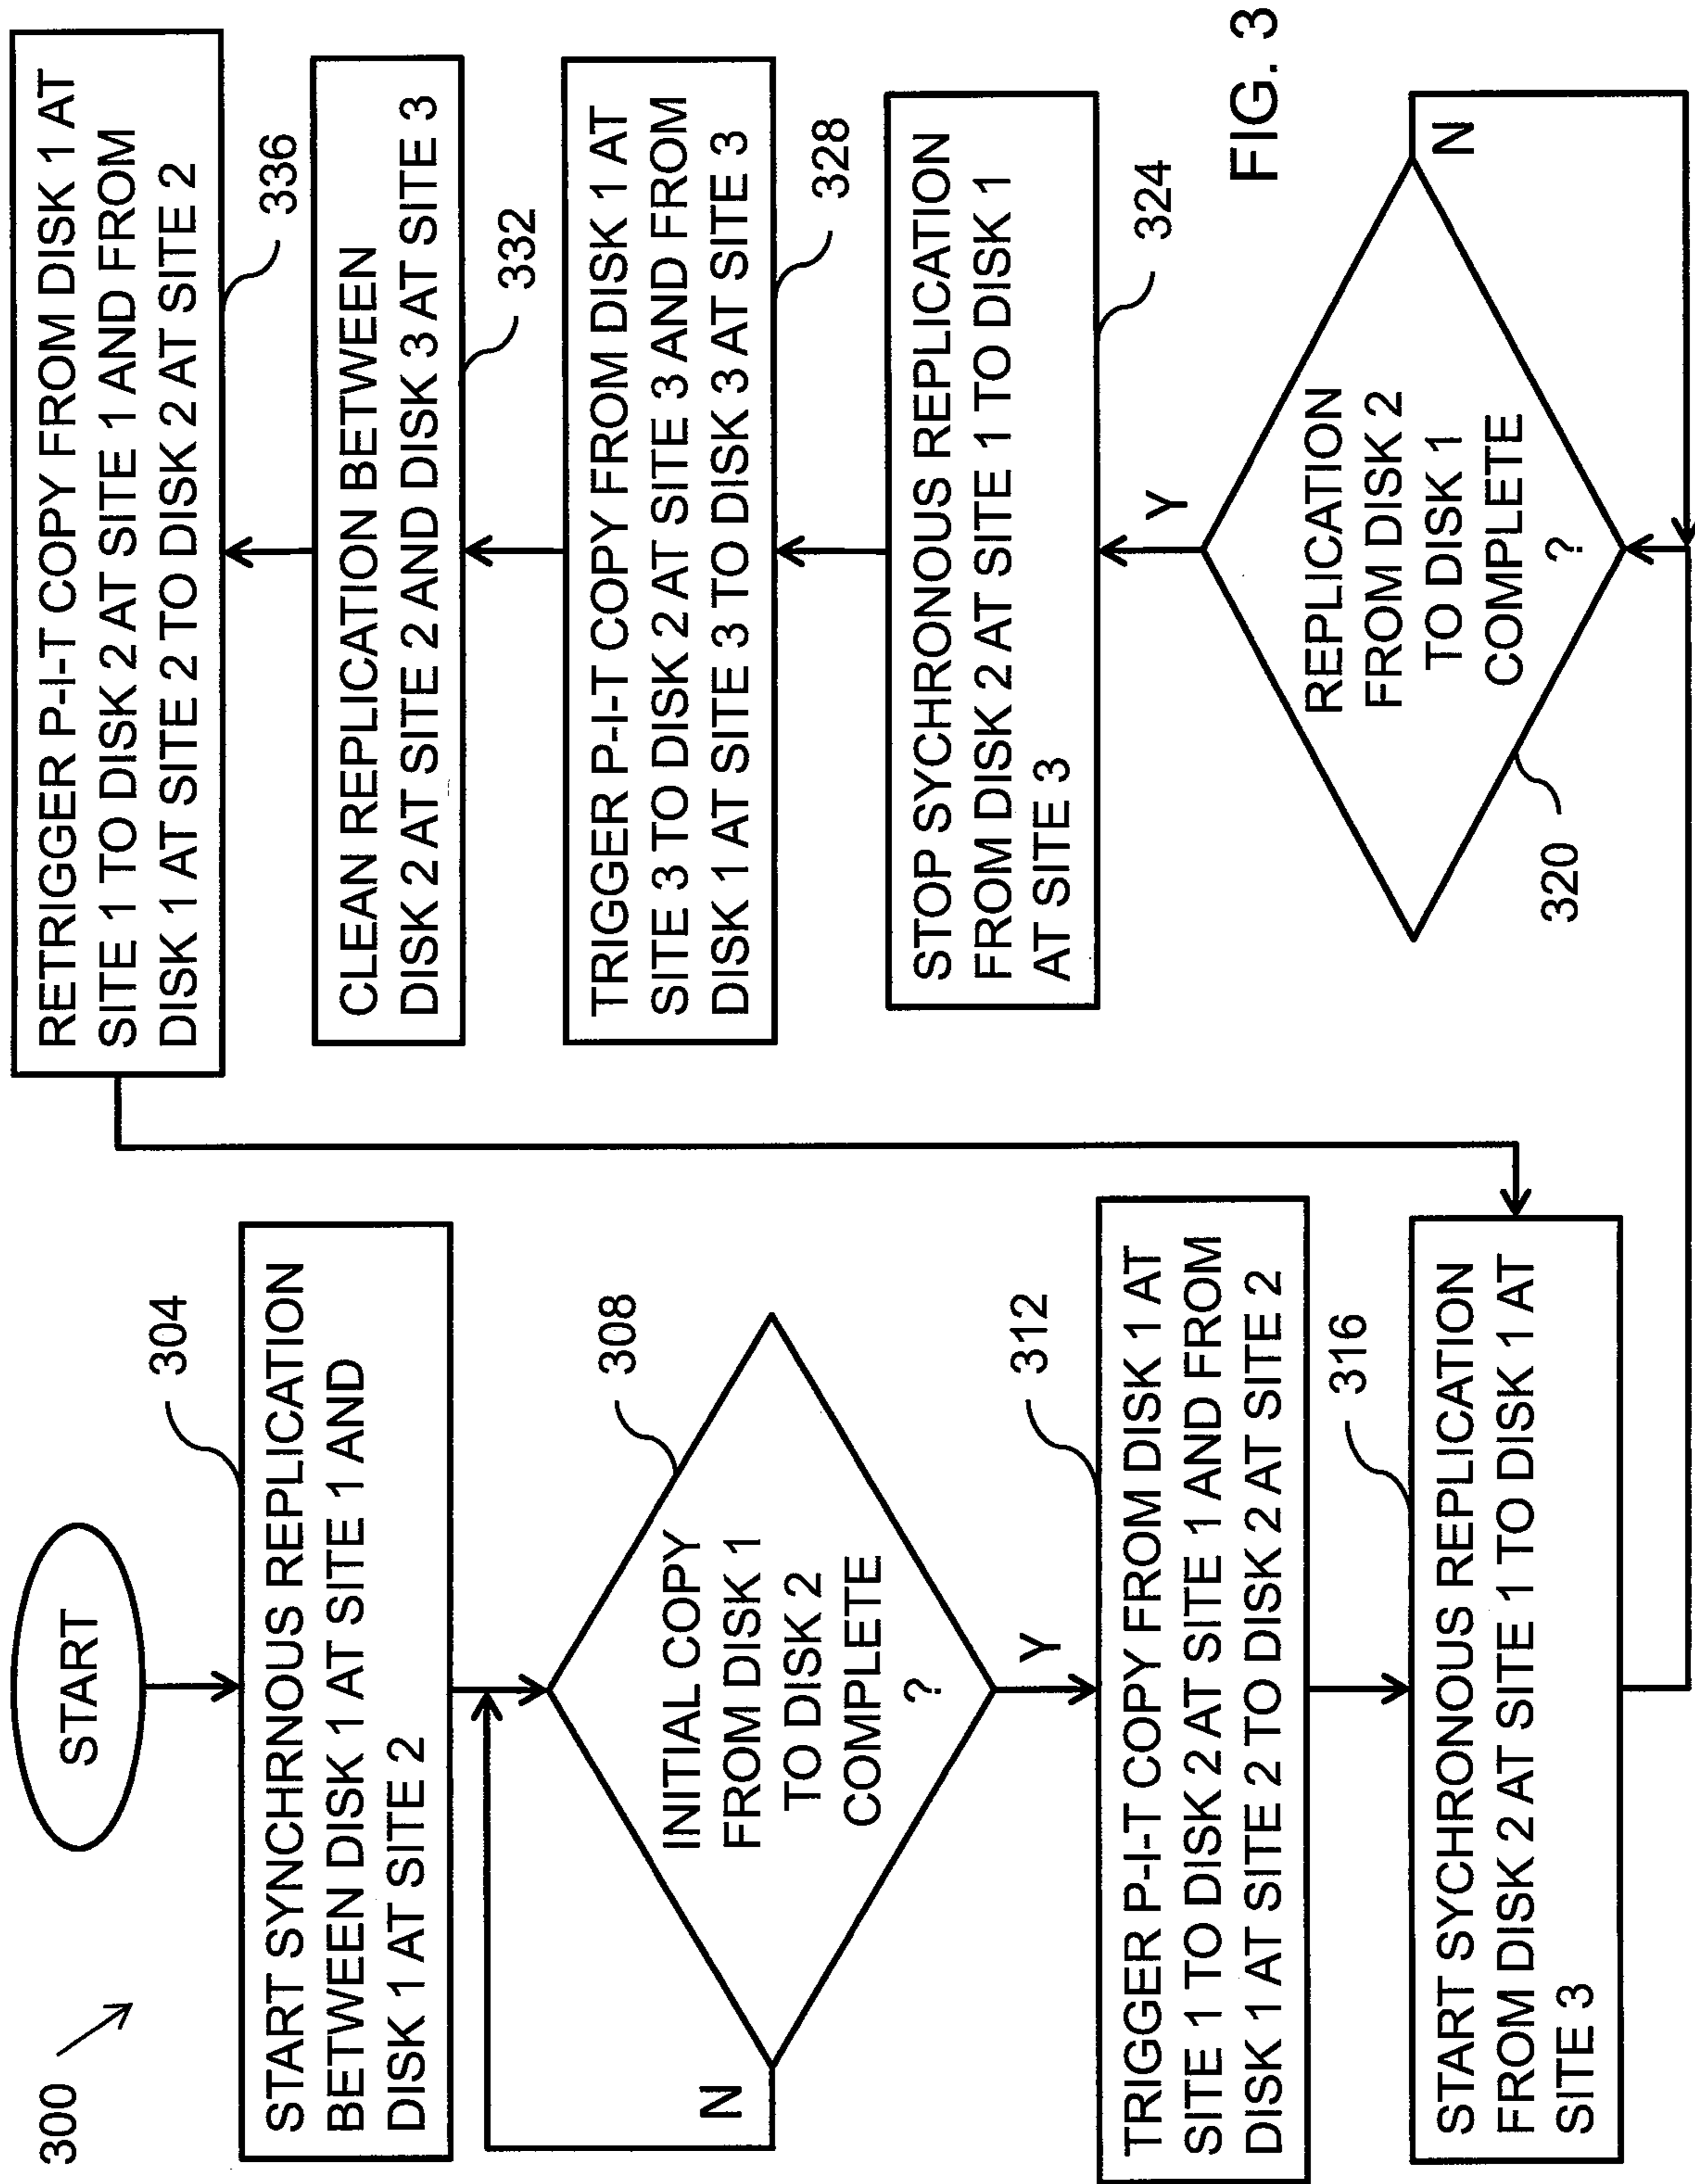 300
START
304
START SYNCHRNOUS REPLICATION
BETWEEN DISK 1 AT SITE 1 AND
DISK 1 AT SITE 2
308
INITIAL COPY
FROM DISK 1
TO DISK 2
COMPLETE
?
N
Y
312
TRIGGER P-I-T COPY FROM DISK 1 AT
SITE 1 TO DISK 2 AT SITE 1 AND FROM
DISK 1 AT SITE 2 TO DISK 2 AT SITE 2
316
START SYCHRONOUS REPLICATION
FROM DISK 2 AT SITE 1 TO DISK 1 AT
SITE 3
RETRIGGER P-I-T COPY FROM DISK 1 AT
SITE 1 TO DISK 2 AT SITE 1 AND FROM
DISK 1 AT SITE 2 TO DISK 2 AT SITE 2
336
CLEAN REPLICATION BETWEEN
DISK 2 AT SITE 2 AND DISK 3 AT SITE 3
332
TRIGGER P-I-T COPY FROM DISK 1 AT
SITE 3 TO DISK 2 AT SITE 3 AND FROM
DISK 1 AT SITE 3 TO DISK 3 AT SITE 3
328
STOP SYCHRONOUS REPLICATION
FROM DISK 2 AT SITE 1 TO DISK 1
AT SITE 3
324
Y
REPLICATION
FROM DISK 2
TO DISK 1
COMPLETE
?
N
320
FIG. 3